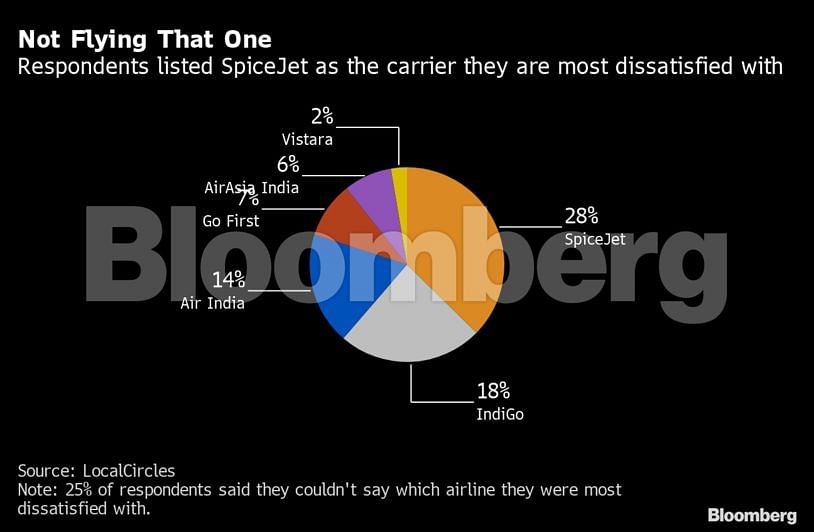 Not Flying That One
Respondents listed SpiceJet as the carrier they are most dissatisfied with
2%
Vistara
6%
AirAsia India
7%
Go First
28%
SpiceJet
Bloomberg
14%
Air India
18%
IndiGo
Source: LocalCircles
Note: 25% of respondents said they couldn't say which airline they were most
dissatisfied with.
Bloomberg